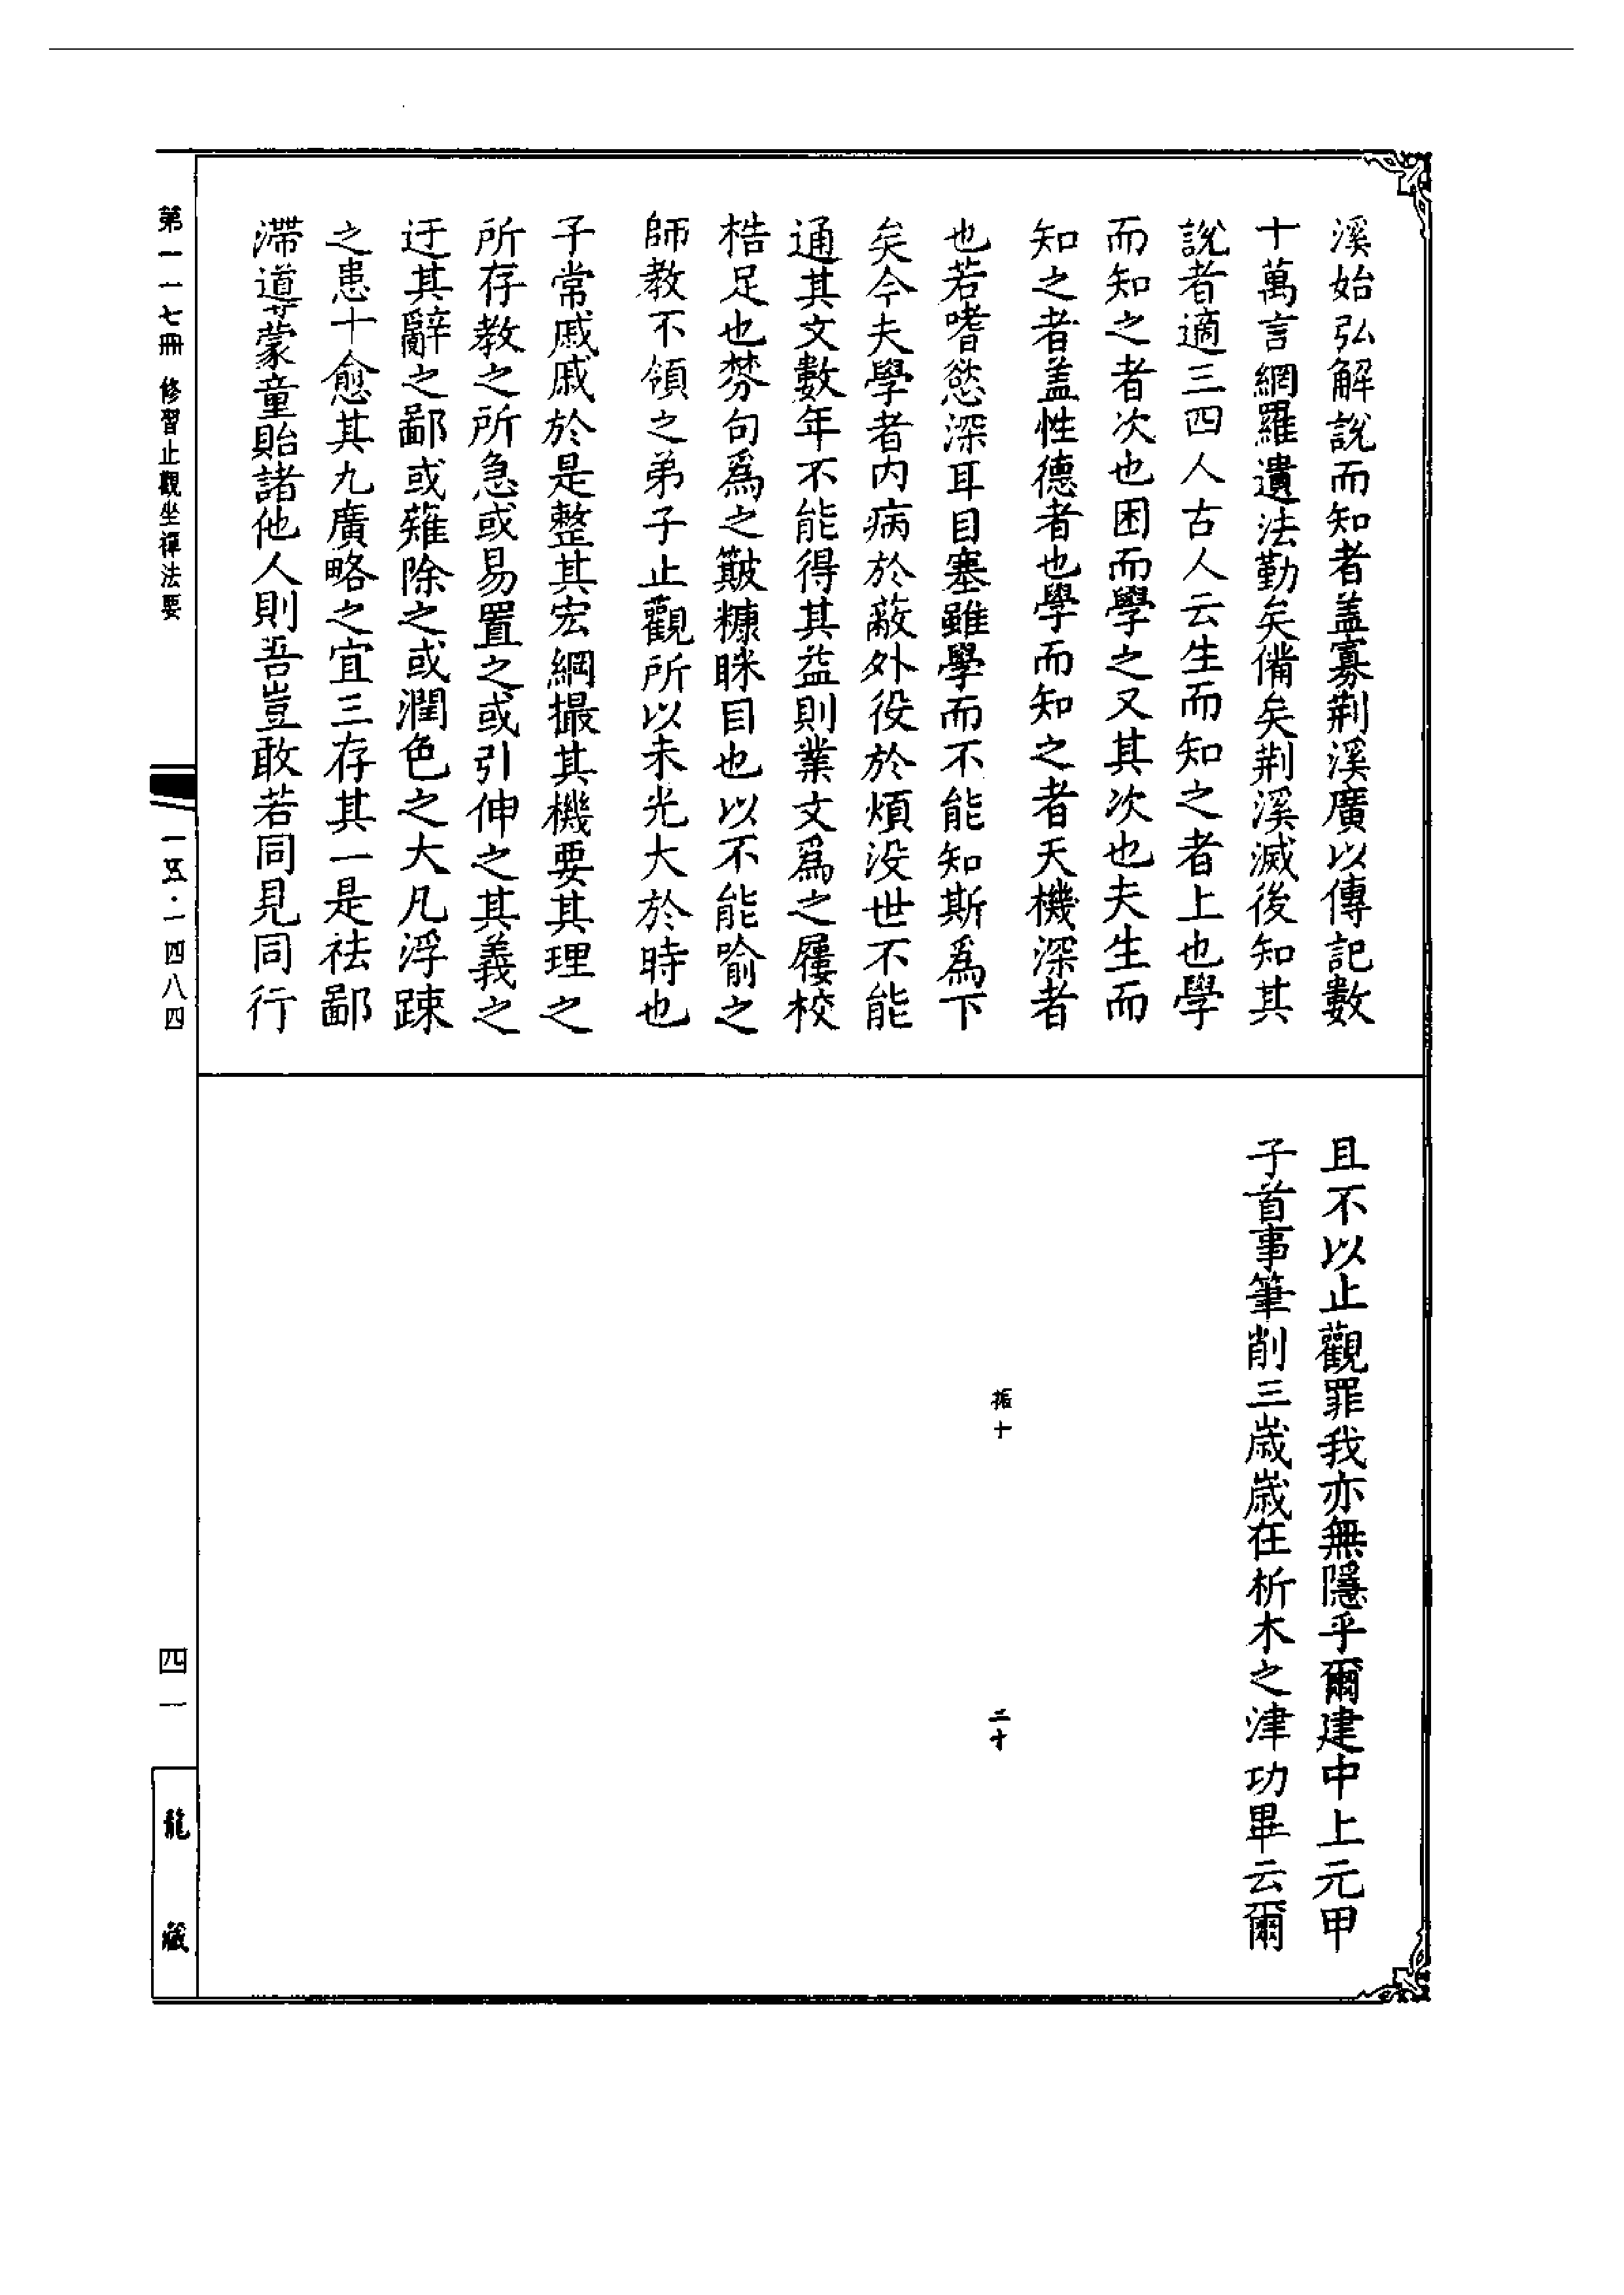 溪始弘解說而知者盖寡荆溪廣以傳記數
十萬言網羅遺法勤矣備矣荆溪滅後知其
說者適三四人古人云生而知之者上也學
而知之者次也困而學之又其次也夫生而
知之者盖性德者也學而知之者天機深者
也若嗜慾深耳目塞雖學而不能知斯爲下
矣今夫學者内病於蔽外役於煩没世不能
通其文數年不能得其益則業文爲之屨校
梏足也棼句爲之簸糠眯目也以不能喻之
師教不領之弟子止觀所以未光大於時也
子常戚戚於是整其宏綱撮其機要其理之
所存教之所急或易置之或引伸之其義之
迂其辭之鄙或薙除之或潤色之大凡浮踈
之患十愈其九廣略之宜三存其一是袪鄙
滯導蒙童貽諸他人則吾豈敢若同見同行
且不以止觀罪我亦無隱乎爾建中上元甲
子首事筆削三歲歲在析木之津功畢云爾
振十
二十
第一一七冊 修習止觀坐禪法要
一五·一四八四
四一
龍藏